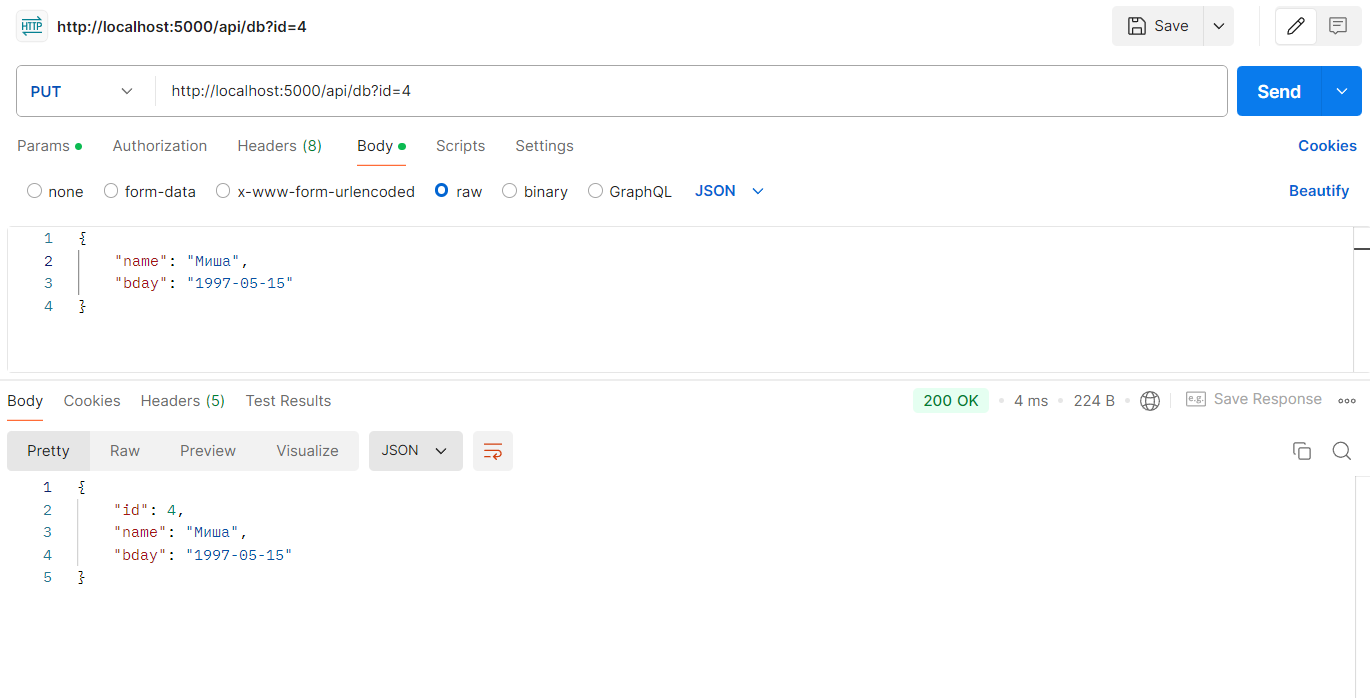 HTTP http://localhost:5000/api/db?id=4 Save
PUT http://localhost:5000/api/db?id=4 Send
Params Authorization Headers (8) Body Scripts Settings Cookies
none form-data x-www-form-urlencoded raw binary GraphQL JSON Beautify
1 {
2 "name": "Миша",
3 "bday": "1997-05-15"
4 }
Body Cookies Headers (5) Test Results 200 OK 4 ms 224 B e.g. Save Response
Pretty Raw Preview Visualize JSON
1 {
2 "id": 4,
3 "name": "Миша",
4 "bday": "1997-05-15"
5 }